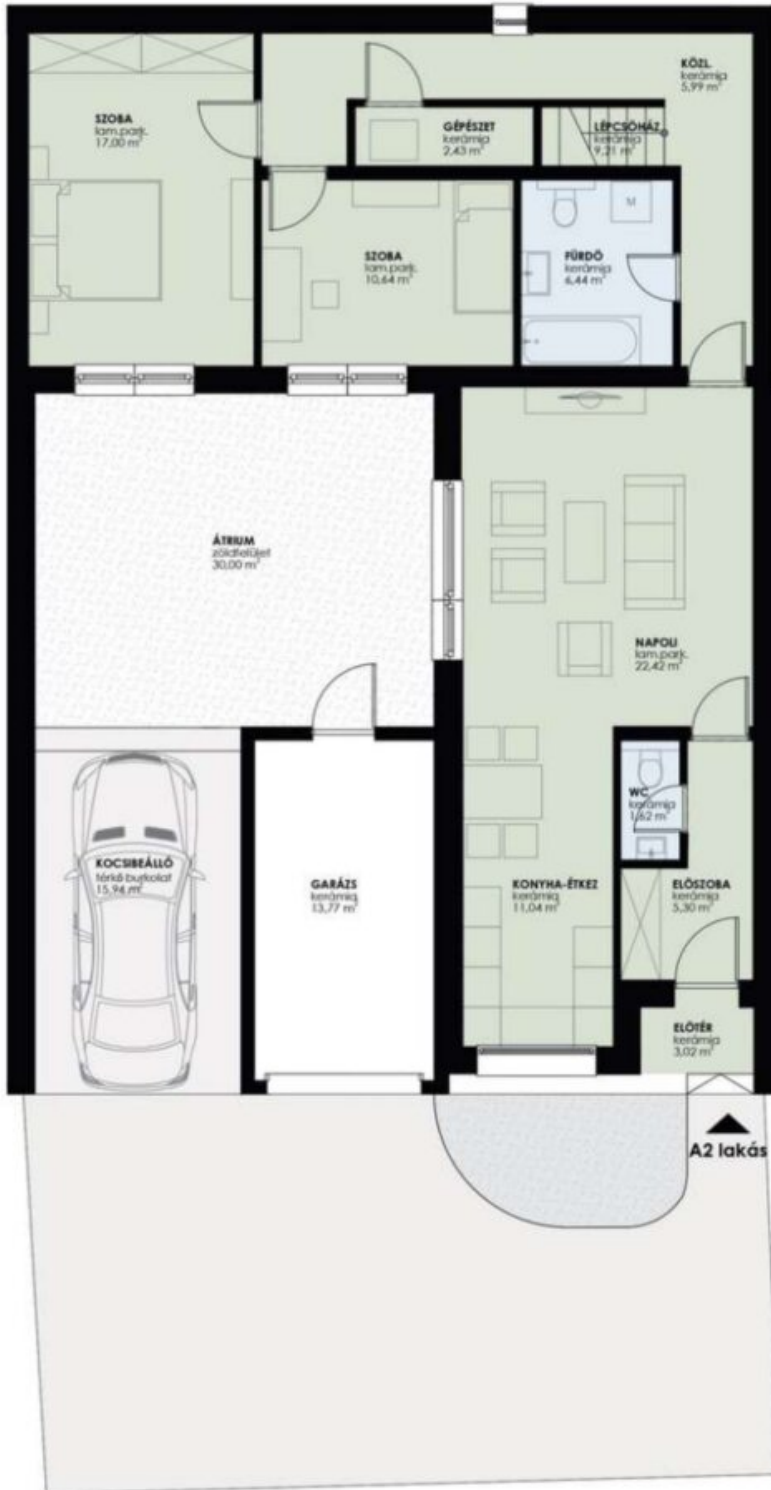 KÖZL.
kerámia
5,99 m²
SZOBA
lam.park.
17,00 m²
GÉPÉSZET
kerámia
2,43 m²
LÉPCSŐHÁZ
kerámia
9,21 m²
SZOBA
lam.park.
10,64 m²
FÜRDŐ
kerámia
6,44 m²
M
ÁTRIUM
zöldfelület
30,00 m²
NAPOLI
lam.park.
22,42 m²
WC
kerámia
1,62 m²
KOCSIBEÁLLÓ
térkő burkolat
15,94 m²
GARÁZS
kerámia
13,77 m²
KONYHA-ÉTKEZ
kerámia
11,04 m²
ELŐSZOBA
kerámia
5,30 m²
ELŐTÉR
kerámia
3,02 m²
A2 lakás